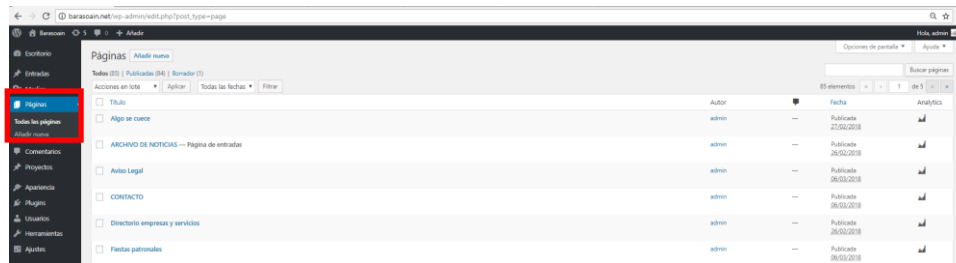 barasoain.net/wp-admin/edit.php?post_type=page
Barasoain 5 0 + Añadir Hola, admin
Escritorio
Entradas
Medios
Páginas
Todas las páginas
Añadir nueva
Comentarios
Proyectos
Apariencia
Plugins
Usuarios
Herramientas
Ajustes
Opciones de pantalla ▼ Ayuda ▼
Páginas Añadir nueva
Todos (85) | Publicadas (84) | Borrador (1)
Buscar páginas
Acciones en lote ▼ Aplicar Todas las fechas ▼ Filtrar 85 elementos « ‹ 1 de 5 › »
Título Autor Fecha Analytics
Algo se cuece admin — Publicada
27/02/2018
ARCHIVO DE NOTICIAS — Página de entradas admin — Publicada
26/02/2018
Aviso Legal admin — Publicada
06/03/2018
CONTACTO admin — Publicada
06/03/2018
Directorio empresas y servicios admin — Publicada
26/02/2018
Fiestas patronales admin — Publicada
06/03/2018